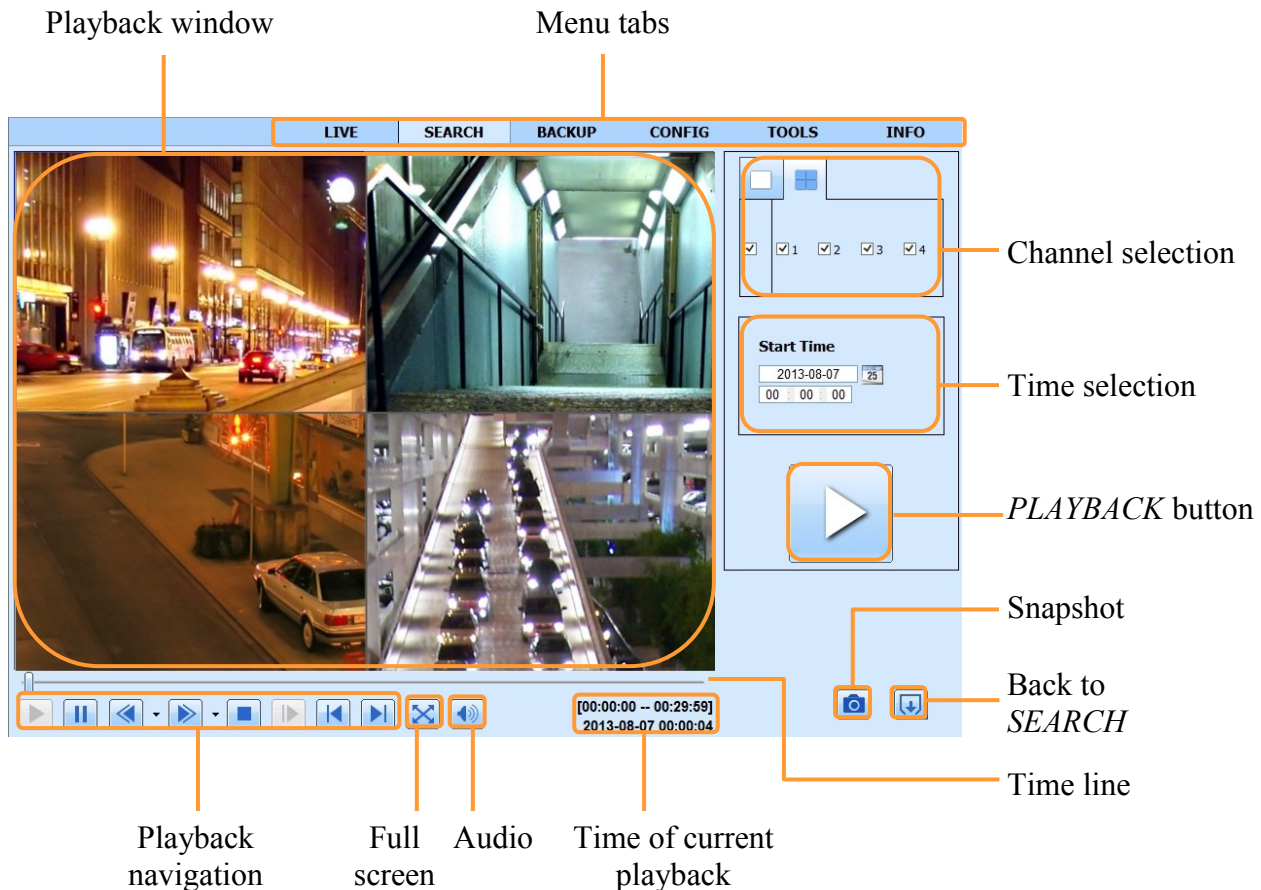 Playback window
Menu tabs
LIVE SEARCH BACKUP CONFIG TOOLS INFO
1 2 3 4
Channel selection
Start Time
2013-08-07 25
00 : 00 : 00
Time selection
PLAYBACK button
Snapshot
Back to
SEARCH
[00:00:00 -- 00:29:59]
2013-08-07 00:00:04
Time line
Playback
navigation
Full
screen
Audio
Time of current
playback